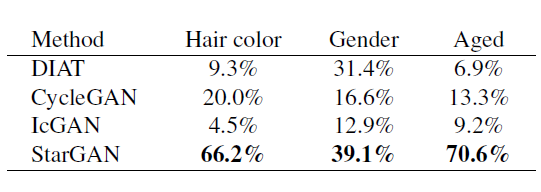 Method Hair color Gender Aged
DIAT 9.3% 31.4% 6.9%
CycleGAN 20.0% 16.6% 13.3%
IcGAN 4.5% 12.9% 9.2%
StarGAN 66.2% 39.1% 70.6%